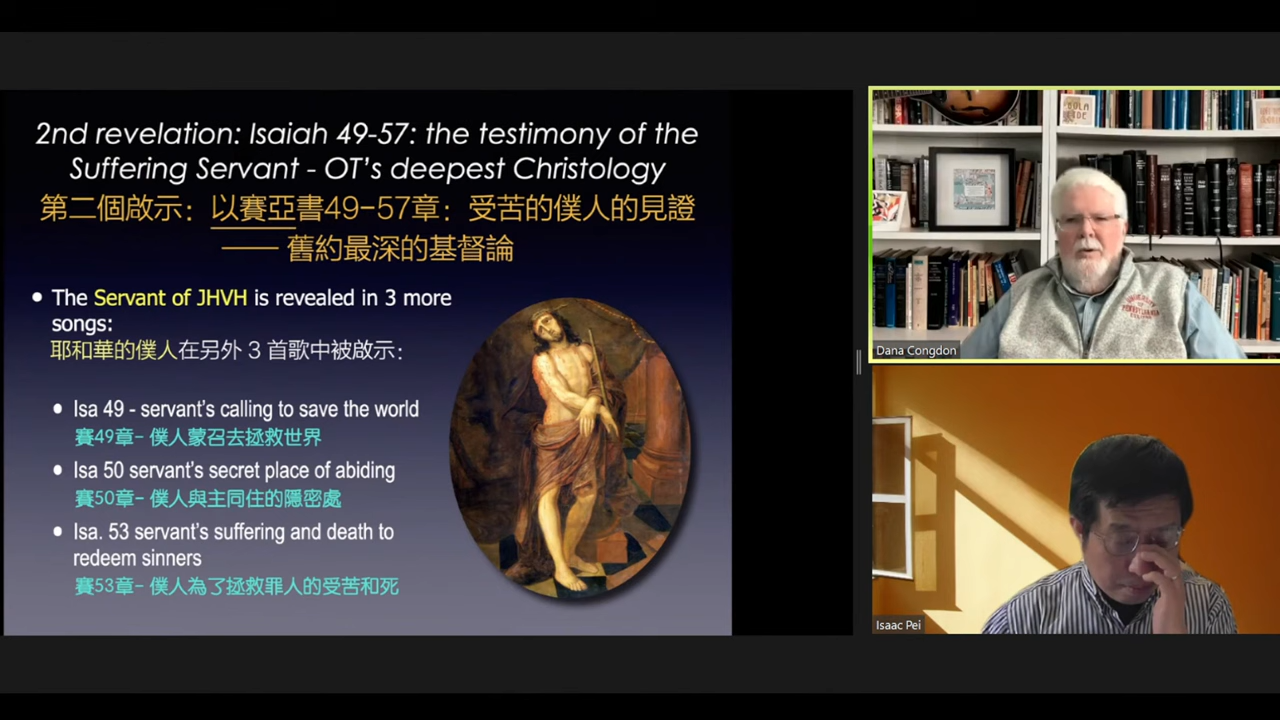 2nd revelation: Isaiah 49-57: the testimony of the
Suffering Servant - OT's deepest Christology
第二個啟示：以賽亞書49-57章：受苦的僕人的見證
—— 舊約最深的基督論
• The Servant of JHVH is revealed in 3 more
songs:
耶和華的僕人在另外 3 首歌中被啟示：
• Isa 49 - servant's calling to save the world
賽49章- 僕人蒙召去拯救世界
• Isa 50 servant's secret place of abiding
賽50章- 僕人與主同住的隱密處
• Isa. 53 servant's suffering and death to
redeem sinners
賽53章- 僕人為了拯救罪人的受苦和死
Dana Congdon
Isaac Pei